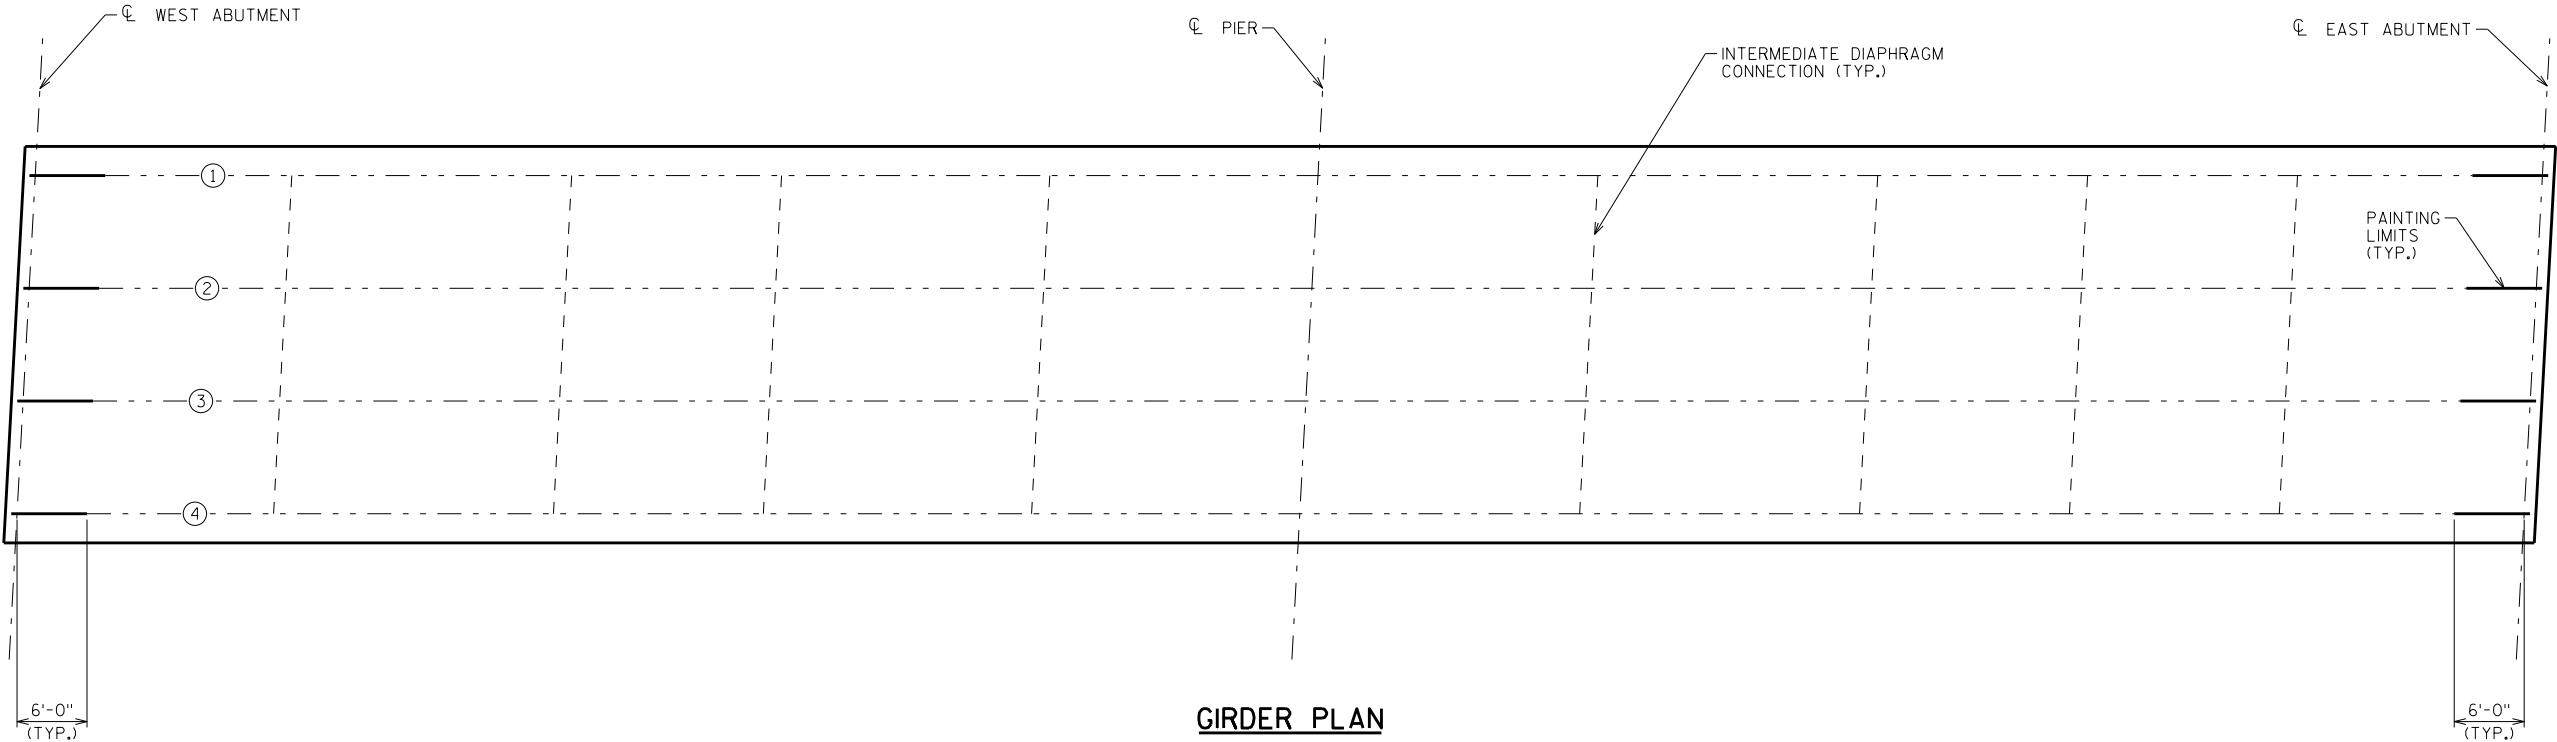 ℄ WEST ABUTMENT
℄ PIER
℄ EAST ABUTMENT
INTERMEDIATE DIAPHRAGM
CONNECTION (TYP.)
1
PAINTING
LIMITS
(TYP.)
2
3
4
6'-0"
(TYP.)
6'-0"
(TYP.)
GIRDER PLAN